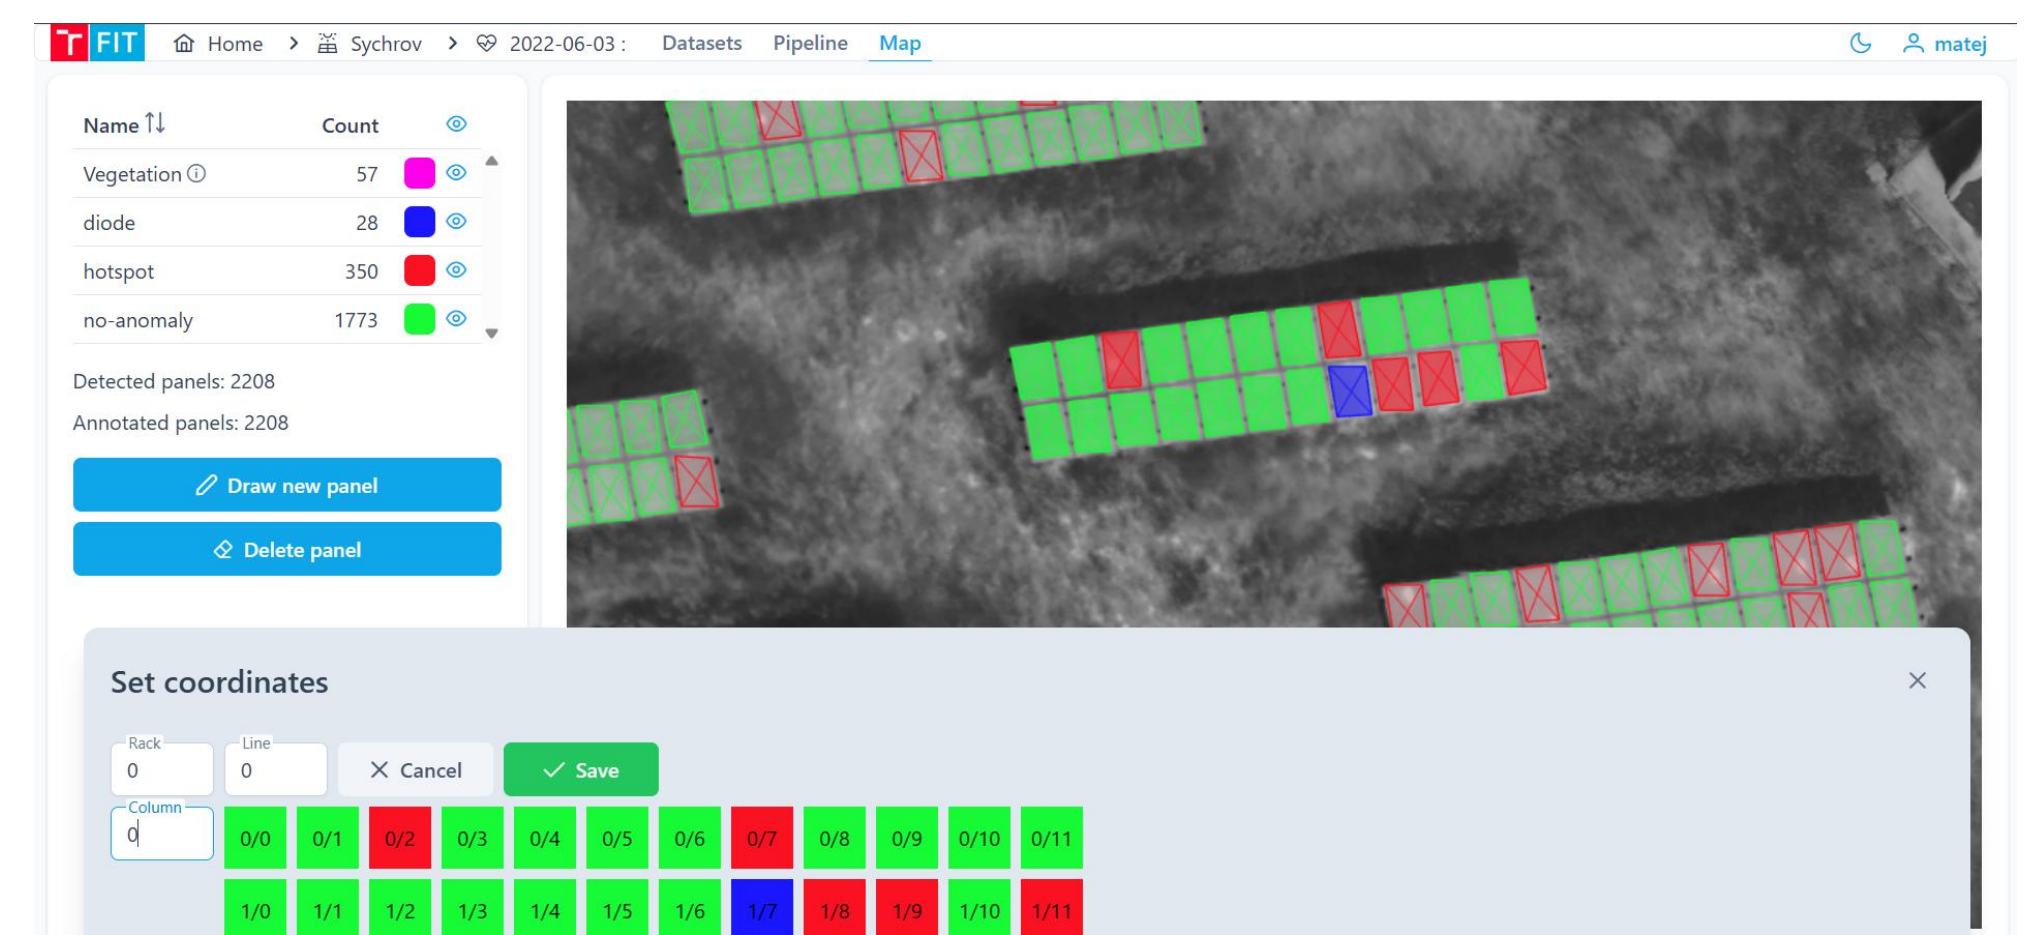 T FIT Home > Sychrov > 2022-06-03 : Datasets Pipeline Map matej
Name Count
Vegetation 57
diode 28
hotspot 350
no-anomaly 1773
Detected panels: 2208
Annotated panels: 2208
Draw new panel
Delete panel
Set coordinates
Rack Line
0 0 Cancel Save
Column
0
0/0 0/1 0/2 0/3 0/4 0/5 0/6 0/7 0/8 0/9 0/10 0/11
1/0 1/1 1/2 1/3 1/4 1/5 1/6 1/7 1/8 1/9 1/10 1/11